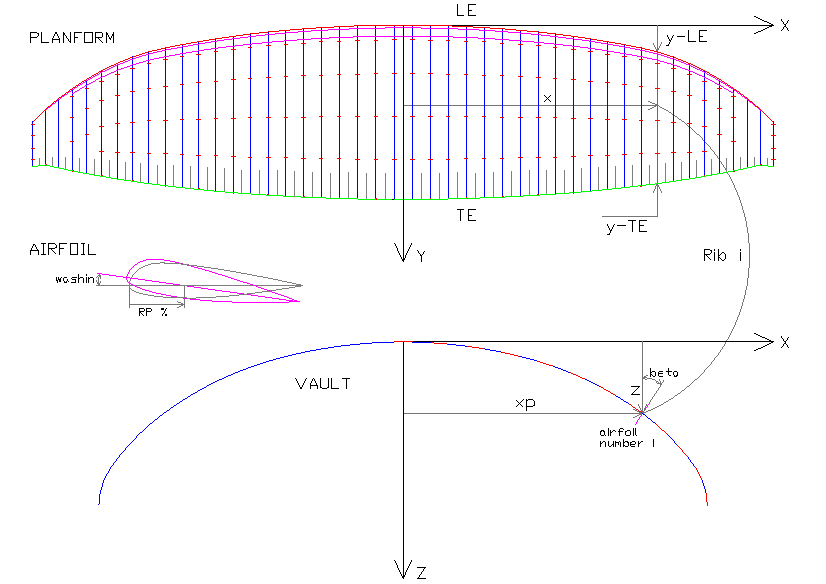 LE
X
PLANFORM
y-LE
x
TE
y-TE
AIRFOIL
Y
Rib i
washin
RP %
X
VAULT
beta
z
xp
airfoil
number i
Z